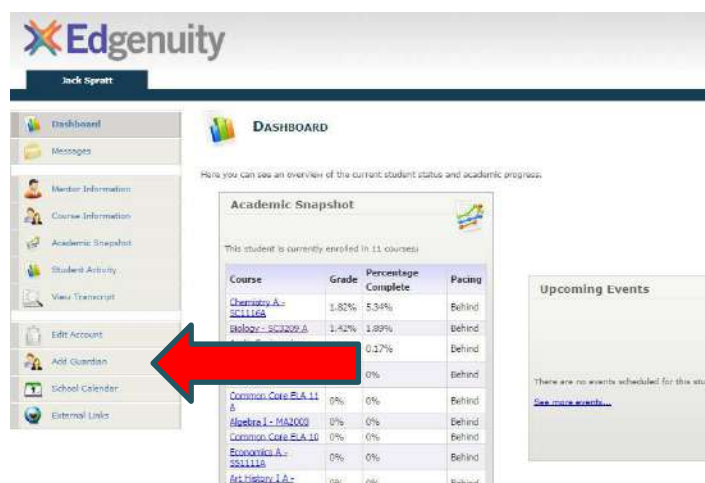 Edgenuity
Jack Spratt
Dashboard
Messages
Mentor Information
Course Information
Academic Snapshot
Student Activity
View Transcript
Edit Account
Add Guardian
School Calendar
External Links
DASHBOARD
Here you can see an overview of the current student status and academic progress.
Academic Snapshot
This student is currently enrolled in 11 courses:
Course Grade Percentage Complete Pacing
Chemistry A - SC1116A 1.82% 5.34% Behind
Biology - SC3209 A 1.42% 1.89% Behind
0.17% Behind
0% Behind
Common Core ELA 11 A 0% 0% Behind
Algebra I - MA2003 0% 0% Behind
Common Core ELA 10 0% 0% Behind
Economics A - SS1111A 0% 0% Behind
Art History I A -
Upcoming Events
There are no events scheduled for this stu
See more events...